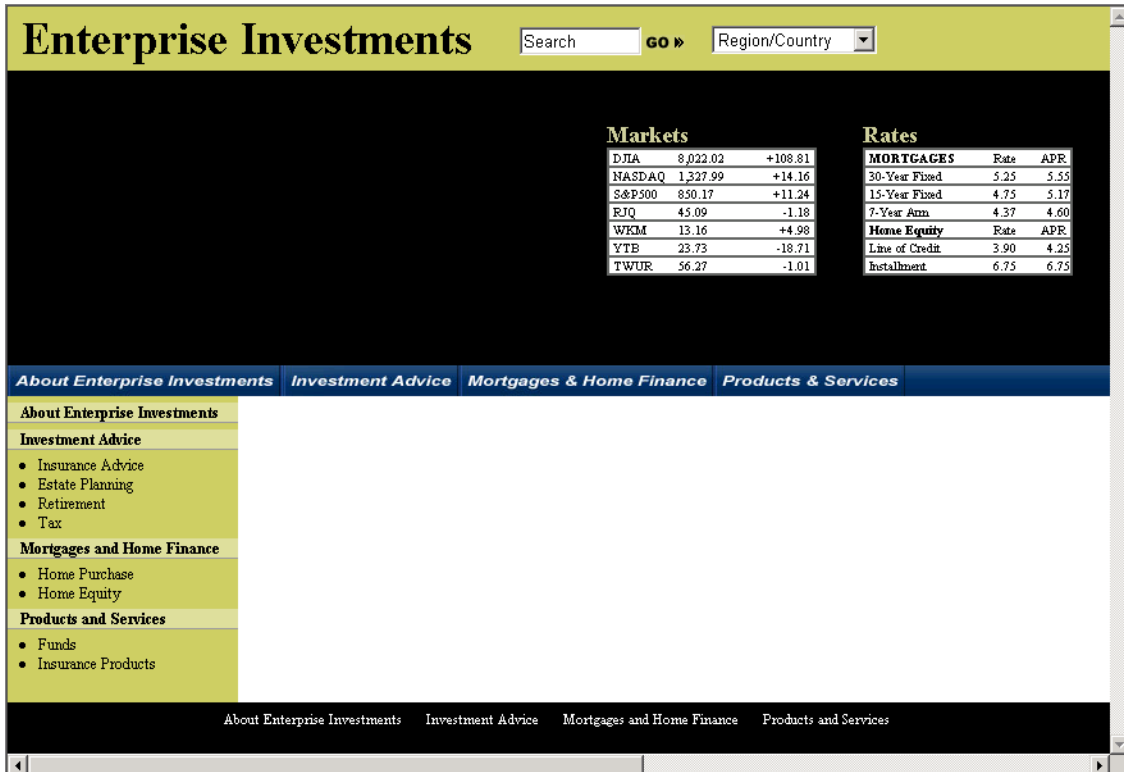 Enterprise Investments Search GO » Region/Country
Markets
DJIA 8,022.02 +108.81
NASDAQ 1,327.99 +14.16
S&P500 850.17 +11.24
RJQ 45.09 -1.18
WKM 13.16 +4.98
YTB 23.73 -18.71
TWUR 56.27 -1.01
Rates
MORTGAGES Rate APR
30-Year Fixed 5.25 5.55
15-Year Fixed 4.75 5.17
7-Year Arm 4.37 4.60
Home Equity Rate APR
Line of Credit 3.90 4.25
Installment 6.75 6.75
About Enterprise Investments Investment Advice Mortgages & Home Finance Products & Services
About Enterprise Investments
Investment Advice
• Insurance Advice
• Estate Planning
• Retirement
• Tax
Mortgages and Home Finance
• Home Purchase
• Home Equity
Products and Services
• Funds
• Insurance Products
About Enterprise Investments Investment Advice Mortgages and Home Finance Products and Services